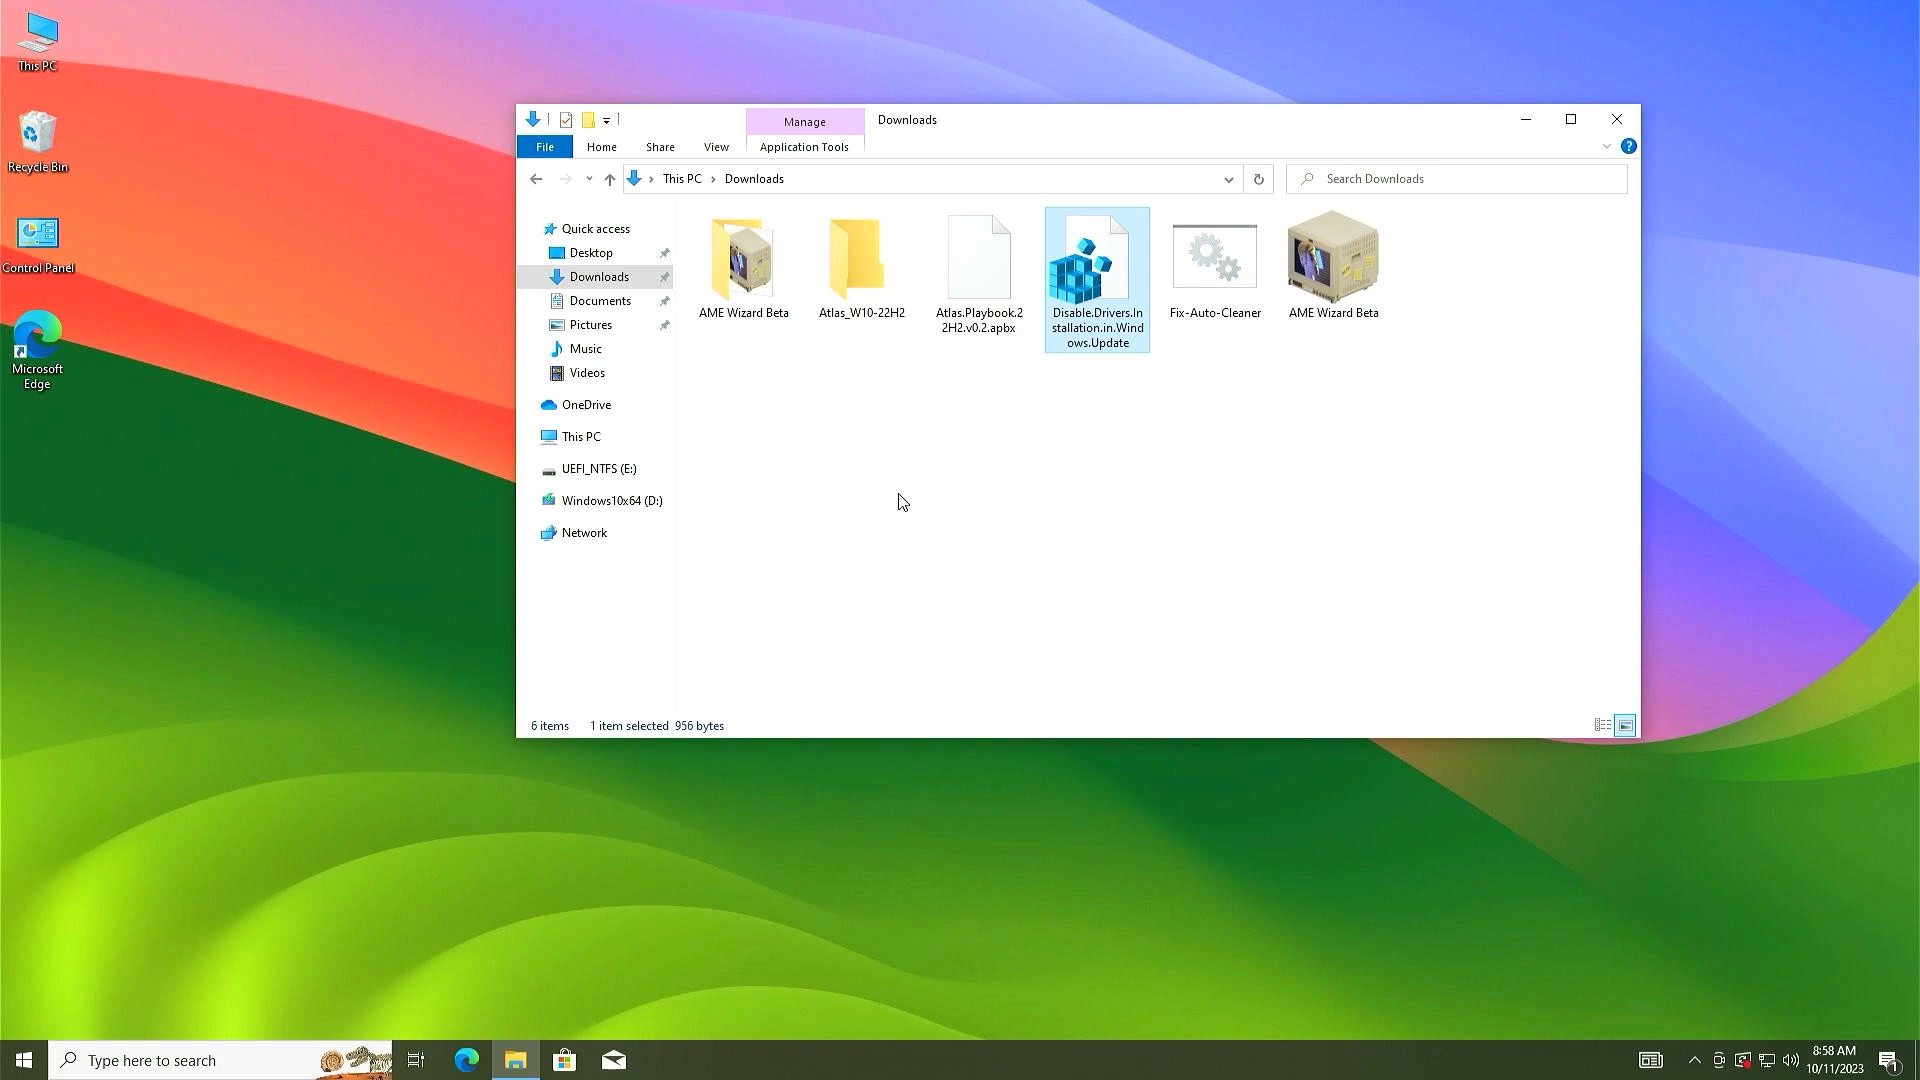 This PC
Recycle Bin
Control Panel
Microsoft
Edge
Manage
Downloads
File
Home
Share
View
Application Tools
This PC
Downloads
Search Downloads
Quick access
Desktop
Downloads
Documents
Pictures
Music
Videos
OneDrive
This PC
UEFI_NTFS (E:)
Windows10x64 (D:)
Network
AME Wizard Beta
Atlas_W10-22H2
Atlas.Playbook.2
2H2.v0.2.apbx
Disable.Drivers.In
stallation.in.Wind
ows.Update
Fix-Auto-Cleaner
AME Wizard Beta
6 items
1 item selected 956 bytes
Type here to search
8:58 AM
10/11/2023
1